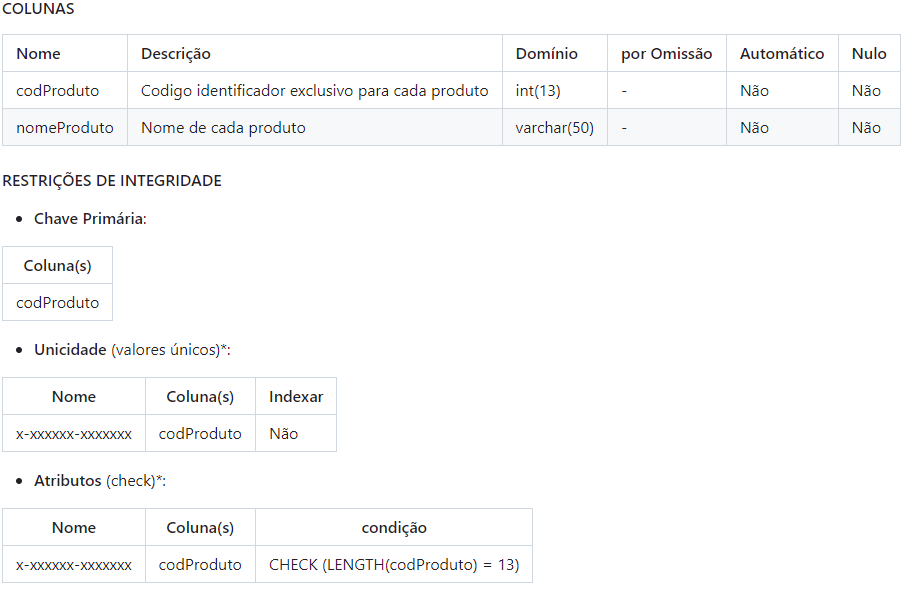 COLUNAS
Nome Descrição Domínio por Omissão Automático Nulo
codProduto Codigo identificador exclusivo para cada produto int(13) - Não Não
nomeProduto Nome de cada produto varchar(50) - Não Não
RESTRIÇÕES DE INTEGRIDADE
• Chave Primária:
Coluna(s)
codProduto
• Unicidade (valores únicos)*:
Nome Coluna(s) Indexar
x-xxxxxx-xxxxxxx codProduto Não
• Atributos (check)*:
Nome Coluna(s) condição
x-xxxxxx-xxxxxxx codProduto CHECK (LENGTH(codProduto) = 13)